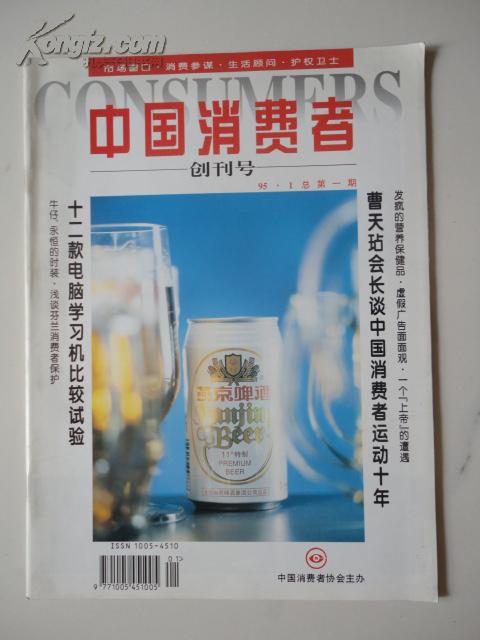 Kongfz.com
市场窗口·消费参谋·生活顾问·护权卫士
CONSUMERS
中国消费者
创刊号
95·1总第一期
发疯的营养保健品·虚假广告面面观·一个“上帝”的遭遇
曹天玷会长谈中国消费者运动十年
十二款电脑学习机比较试验
牛仔,永恒的时装·浅谈芬兰消费者保护
燕京啤酒
Yanjing
Beer
11°特制
PREMIUM
BEER
ISSN 1005-4510
01>
9 771005 451005
中国消费者协会主办